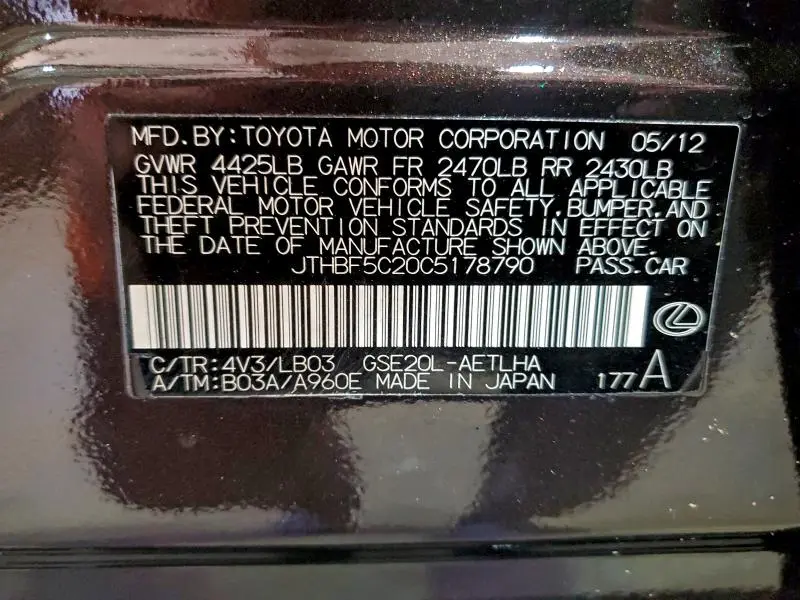 MFD.BY:TOYOTA MOTOR CORPORATION 05/12
GVWR 4425LB GAWR FR 2470LB RR 2430LB
THIS VEHICLE CONFORMS TO ALL APPLICABLE
FEDERAL MOTOR VEHICLE SAFETY,BUMPER,AND
THEFT PREVENTION STANDARDS IN EFFECT ON
THE DATE OF MANUFACTURE SHOWN ABOVE.
JTHBF5C20C5178790 PASS.CAR
C/TR:4V3/LB03 GSE20L-AETLHA
A/TM:B03A/A960E MADE IN JAPAN 177A